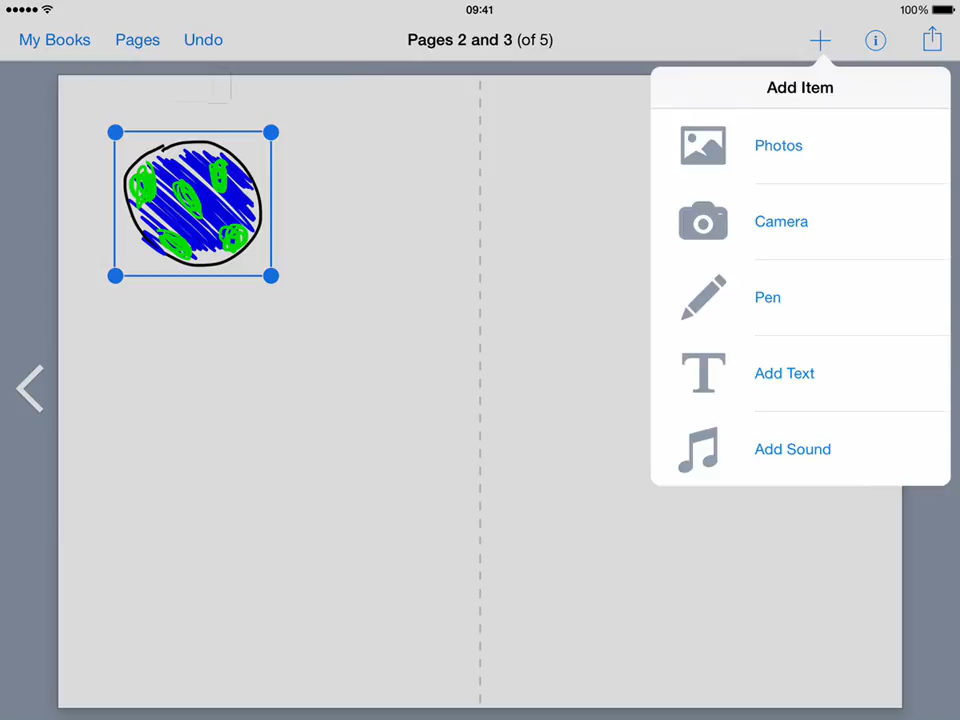 09:41
100%
My Books Pages Undo Pages 2 and 3 (of 5)
Add Item
Photos
Camera
Pen
Add Text
Add Sound